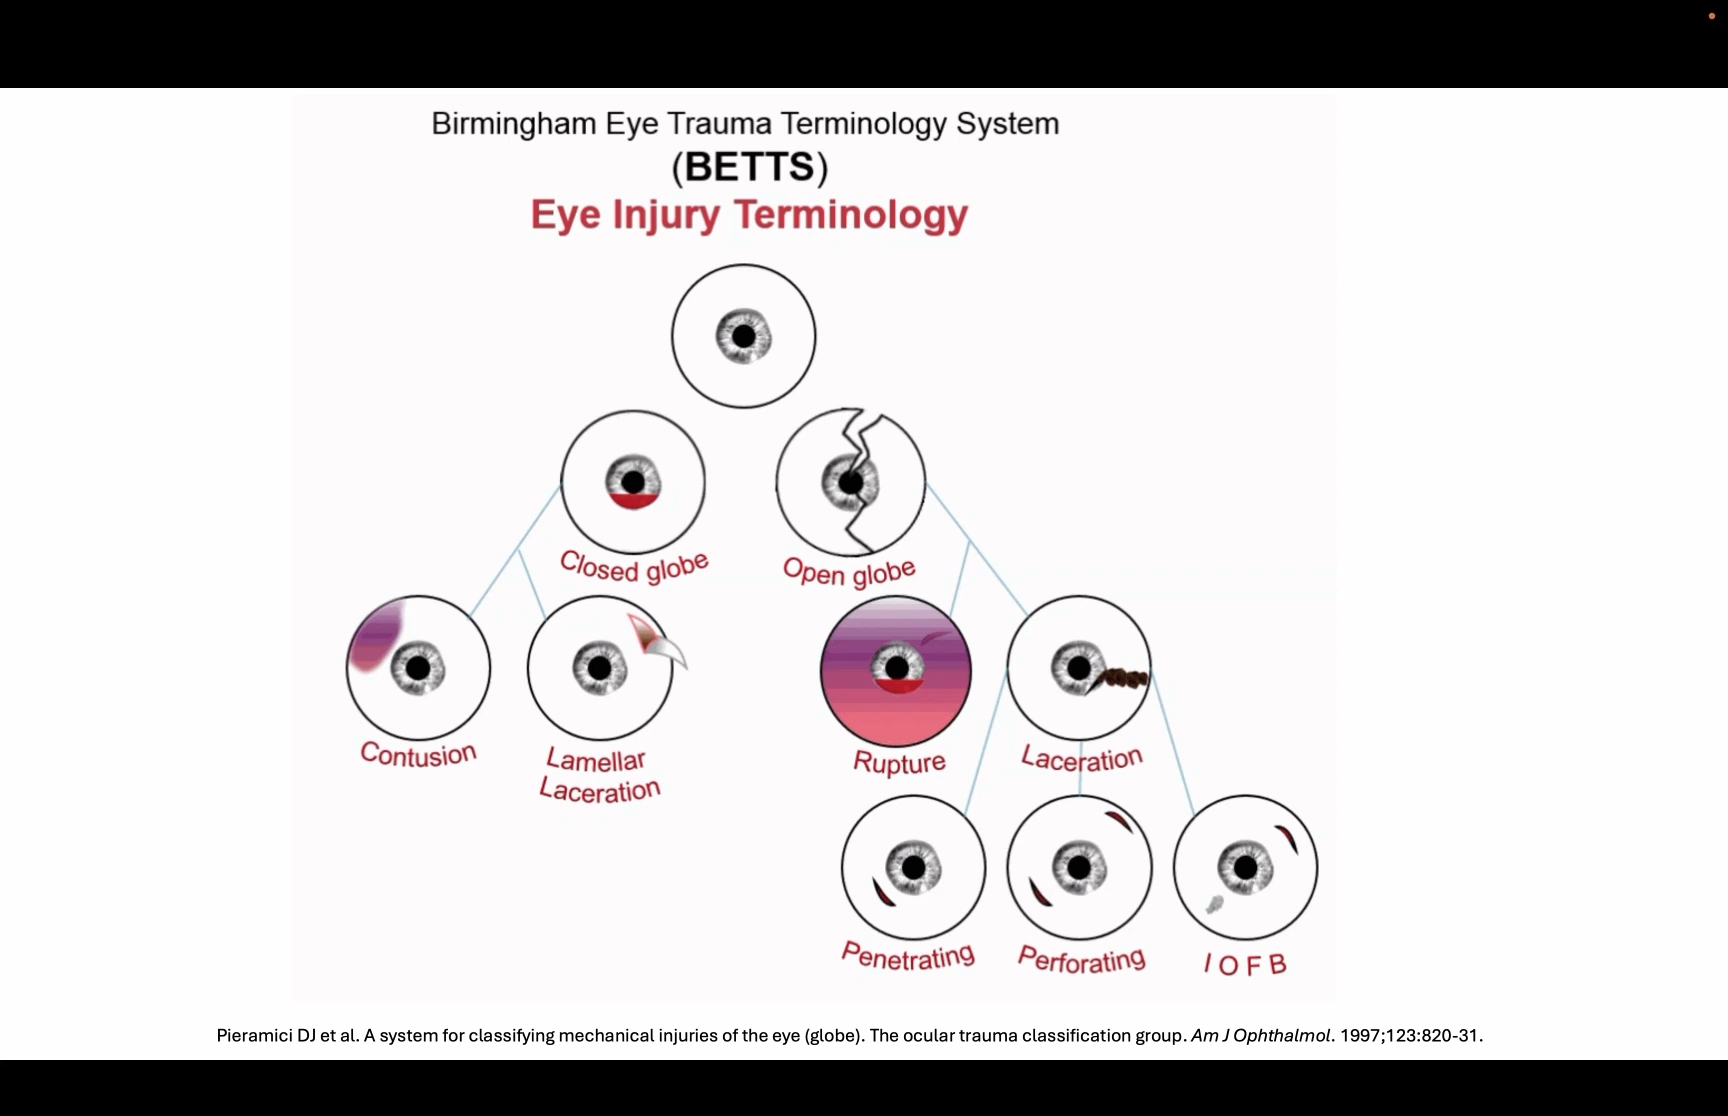 Birmingham Eye Trauma Terminology System
(BETTS)
Eye Injury Terminology
Closed globe
Open globe
Contusion
Lamellar
Laceration
Rupture
Laceration
Penetrating
Perforating
I O F B
Pieramici DJ et al. A system for classifying mechanical injuries of the eye (globe). The ocular trauma classification group. Am J Ophthalmol. 1997;123:820-31.